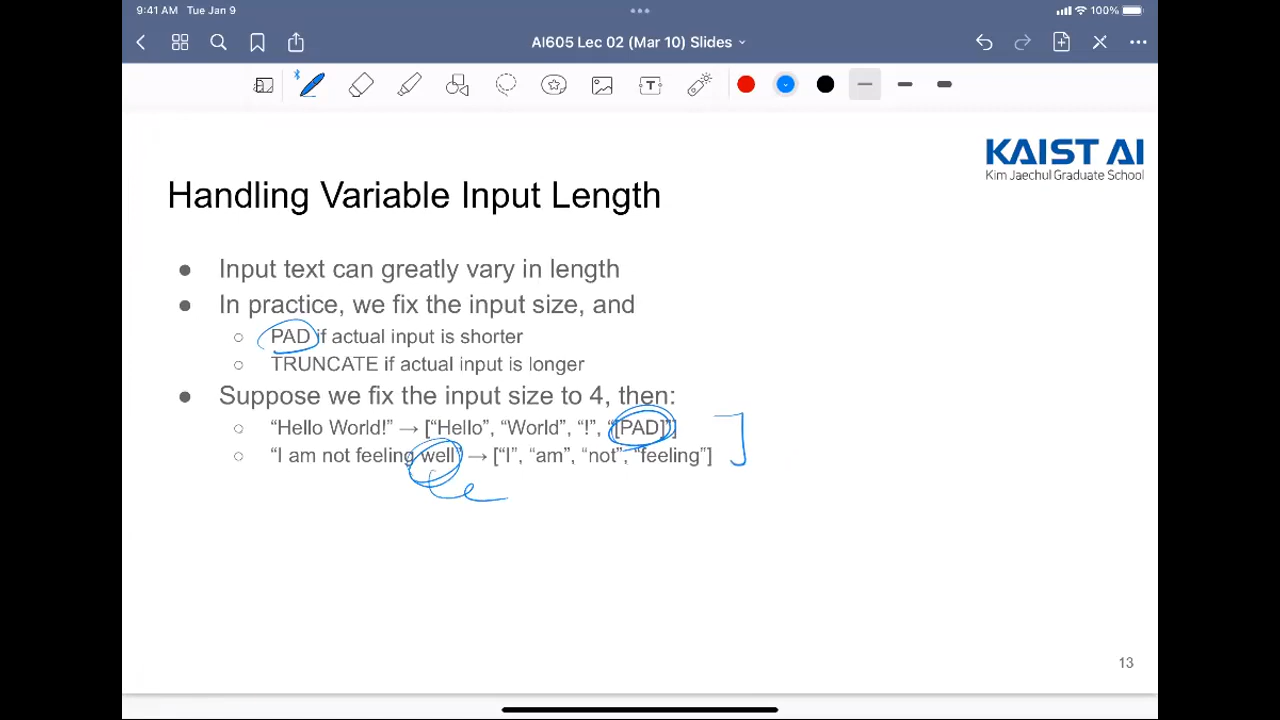 9:41 AM Tue Jan 9
100%
AI605 Lec 02 (Mar 10) Slides
T
KAIST AI
Kim Jaechul Graduate School
Handling Variable Input Length
● Input text can greatly vary in length
● In practice, we fix the input size, and
○ PAD if actual input is shorter
○ TRUNCATE if actual input is longer
● Suppose we fix the input size to 4, then:
○ “Hello World!” → [“Hello”, “World”, “!”, “[PAD]”]
○ “I am not feeling well” → [“I”, “am”, “not”, “feeling”]
13